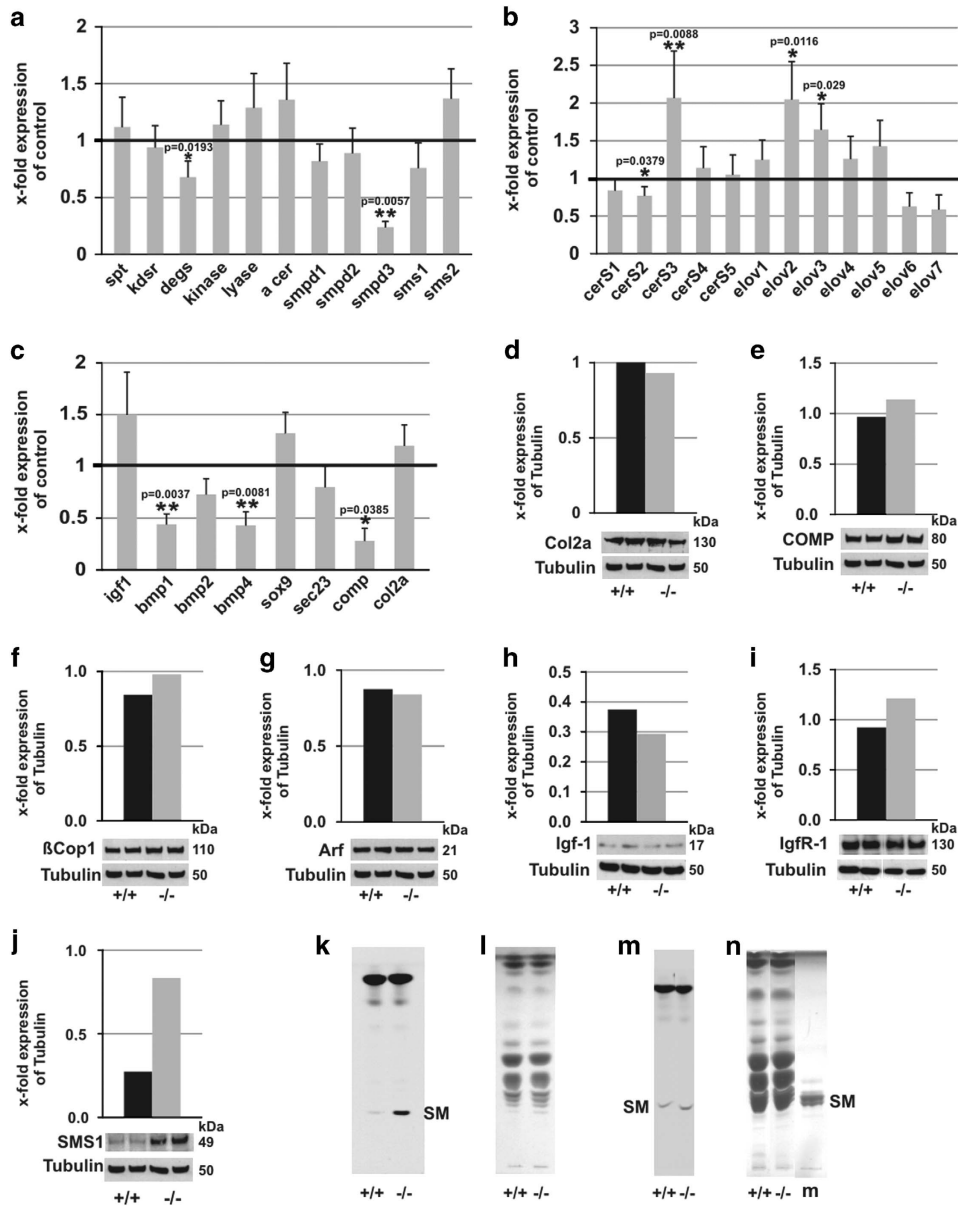 a
x-fold expression
of control
2
1.5
1
0.5
0
p=0.0193
*
p=0.0057
**
spt
kdsr
degs
kinase
lyase
a cer
smpd1
smpd2
smpd3
sms1
sms2
b
x-fold expression
of control
3
2.5
2
1.5
1
0.5
0
p=0.0379
*
p=0.0088
**
p=0.0116
*
p=0.029
*
cerS1
cerS2
cerS3
cerS4
cerS5
elov1
elov2
elov3
elov4
elov5
elov6
elov7
c
x-fold expression
of control
2
1.5
1
0.5
0
p=0.0037
**
p=0.0081
**
p=0.0385
*
igf1
bmp1
bmp2
bmp4
sox9
sec23
comp
col2a
d
x-fold expression
of Tubulin
1
0.5
0
kDa
Col2a
130
Tubulin
50
+/+ -/-
e
x-fold expression
of Tubulin
1.5
1.0
0.5
0.0
kDa
COMP
80
Tubulin
50
+/+ -/-
f
x-fold expression
of Tubulin
1.0
0.5
0.0
kDa
ßCop1
110
Tubulin
50
+/+ -/-
g
x-fold expression
of Tubulin
1.0
0.5
0.0
kDa
Arf
21
Tubulin
50
+/+ -/-
h
x-fold expression
of Tubulin
0.5
0.4
0.3
0.2
0.1
0.0
kDa
Igf-1
17
Tubulin
50
+/+ -/-
i
x-fold expression
of Tubulin
1.5
1.0
0.5
0.0
kDa
IgfR-1
130
Tubulin
50
+/+ -/-
j
x-fold expression
of Tubulin
1.0
0.5
0.0
kDa
SMS1
49
Tubulin
50
+/+ -/-
k
SM
+/+ -/-
l
+/+ -/-
m
SM
+/+ -/-
n
SM
+/+ -/- m